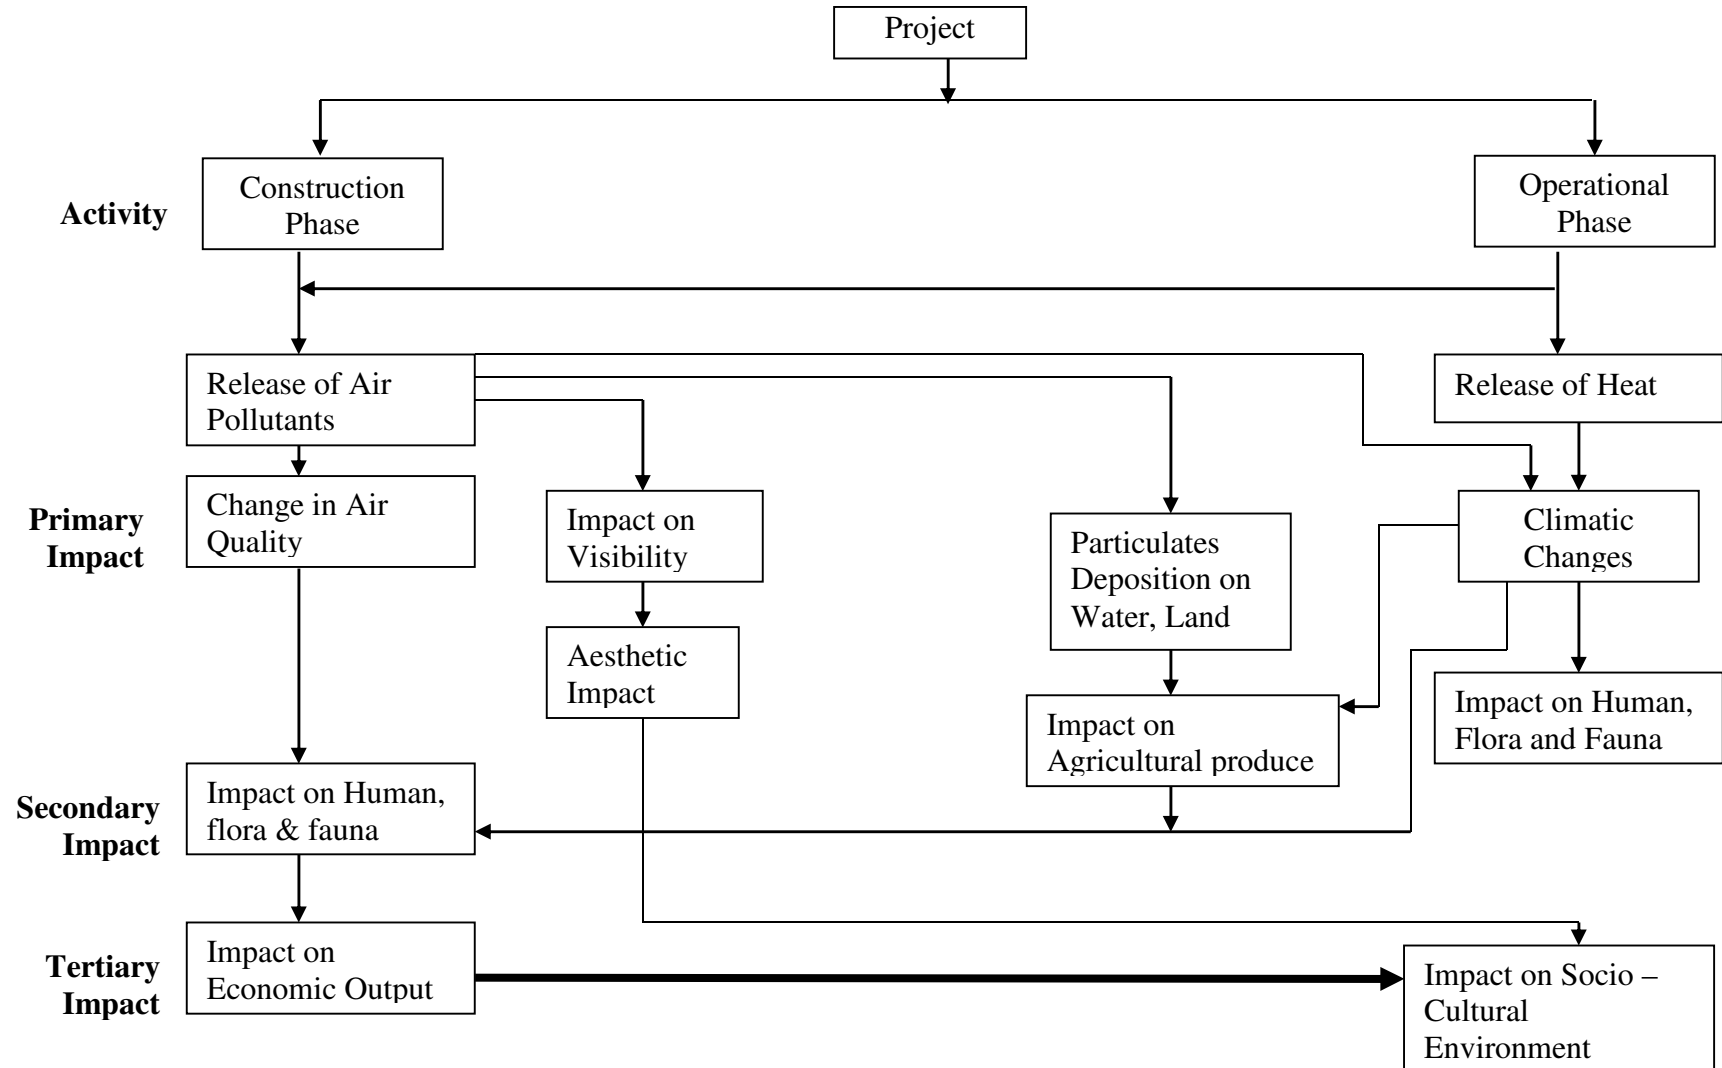 Project
Construction
Phase
Operational
Phase
Activity
Release of Air
Pollutants
Release of Heat
Primary
Impact
Change in Air
Quality
Impact on
Visibility
Particulates
Deposition on
Water, Land
Climatic
Changes
Aesthetic
Impact
Impact on
Agricultural produce
Impact on Human,
Flora and Fauna
Secondary
Impact
Impact on Human,
flora & fauna
Tertiary
Impact
Impact on
Economic Output
Impact on Socio –
Cultural
Environment